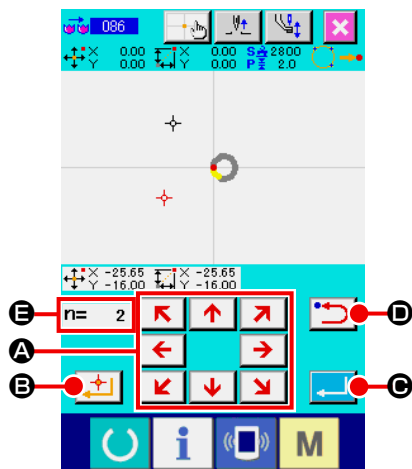 086
X 0.00 X 0.00 S 2800
Y 0.00 Y 0.00 P 2.0
X -25.65 X -25.65
Y -16.00 Y -16.00
E n= 2 D
A
B C
i M